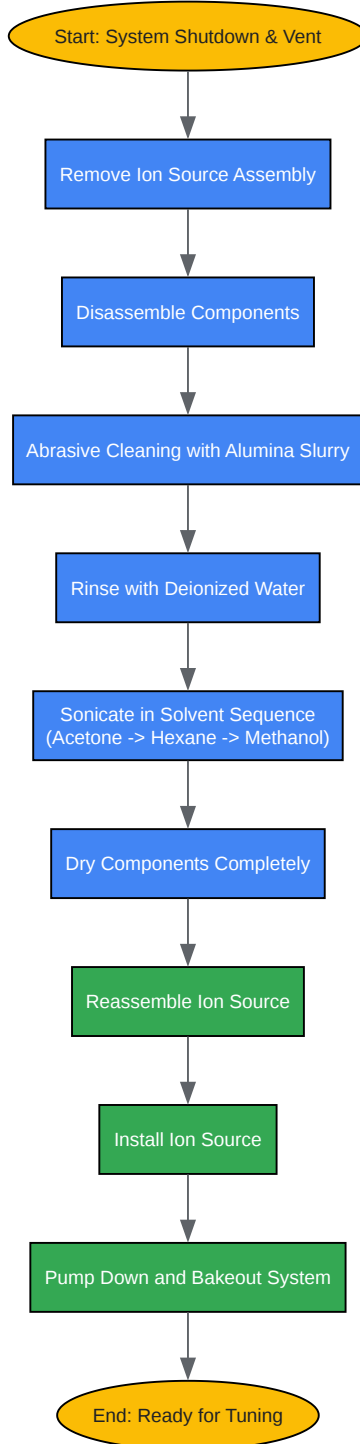 Start: System Shutdown & Vent
Remove Ion Source Assembly
Disassemble Components
Abrasive Cleaning with Alumina Slurry
Rinse with Deionized Water
Sonicate in Solvent Sequence
(Acetone -> Hexane -> Methanol)
Dry Components Completely
Reassemble Ion Source
Install Ion Source
Pump Down and Bakeout System
End: Ready for Tuning